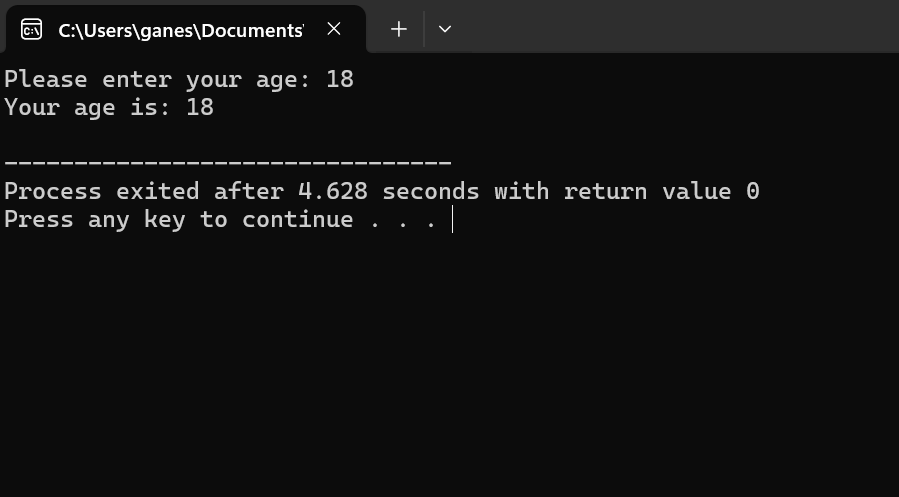 C:\Users\ganes\Documents\
Please enter your age: 18
Your age is: 18
--------------------------------
Process exited after 4.628 seconds with return value 0
Press any key to continue . . .